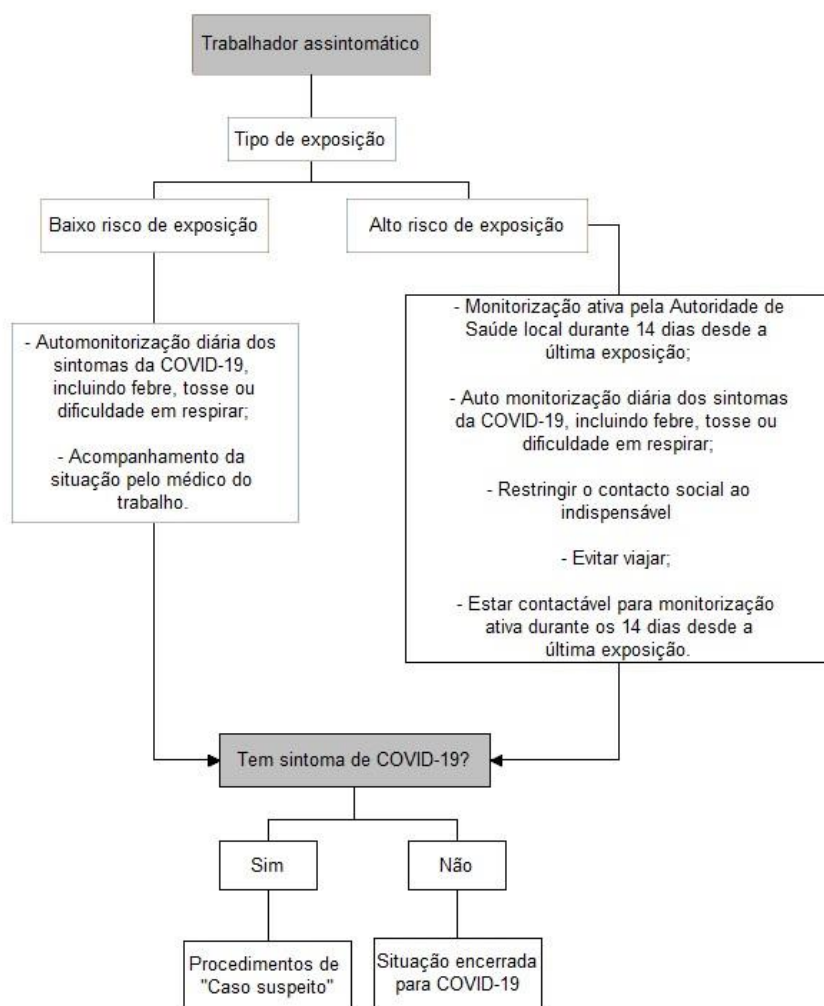 Trabalhador assintomático
Tipo de exposição
Baixo risco de exposição
Alto risco de exposição
- Automonitorização diária dos
sintomas da COVID-19,
incluindo febre, tosse ou
dificuldade em respirar;
- Acompanhamento da
situação pelo médico do
trabalho.
- Monitorização ativa pela Autoridade de
Saúde local durante 14 dias desde a
última exposição;
- Auto monitorização diária dos sintomas
da COVID-19, incluindo febre, tosse ou
dificuldade em respirar;
- Restringir o contacto social ao
indispensável
- Evitar viajar;
- Estar contactável para monitorização
ativa durante os 14 dias desde a
última exposição.
Tem sintoma de COVID-19?
Sim
Não
Procedimentos de
"Caso suspeito"
Situação encerrada
para COVID-19